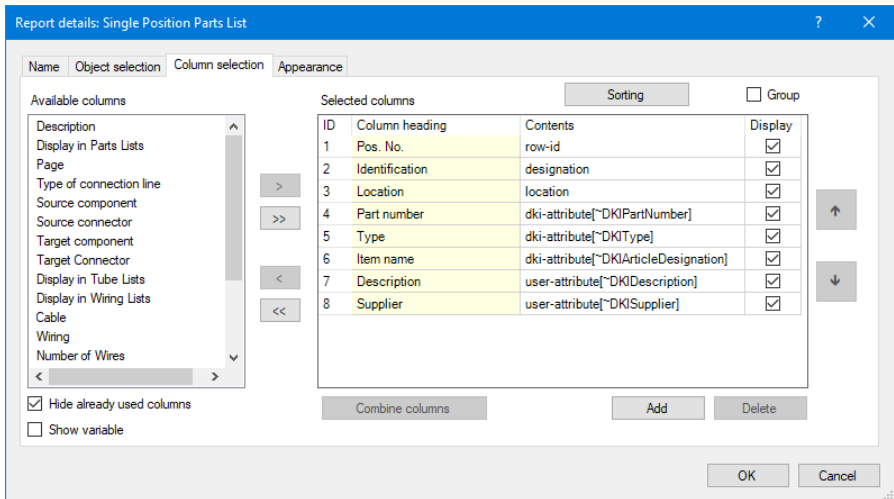 Report details: Single Position Parts List
Name Object selection Column selection Appearance
Available columns
Description
Display in Parts Lists
Page
Type of connection line
Source component
Source connector
Target component
Target Connector
Display in Tube Lists
Display in Wiring Lists
Cable
Wiring
Number of Wires
Hide already used columns
Show variable
>
>>
<
<<
Selected columns Sorting Group
ID Column heading Contents Display
1 Pos. No. row-id
2 Identification designation
3 Location location
4 Part number dki-attribute[~DKIPartNumber]
5 Type dki-attribute[~DKIType]
6 Item name dki-attribute[~DKIArticleDesignation]
7 Description user-attribute[~DKIDescription]
8 Supplier user-attribute[~DKISupplier]
Combine columns Add Delete
OK Cancel